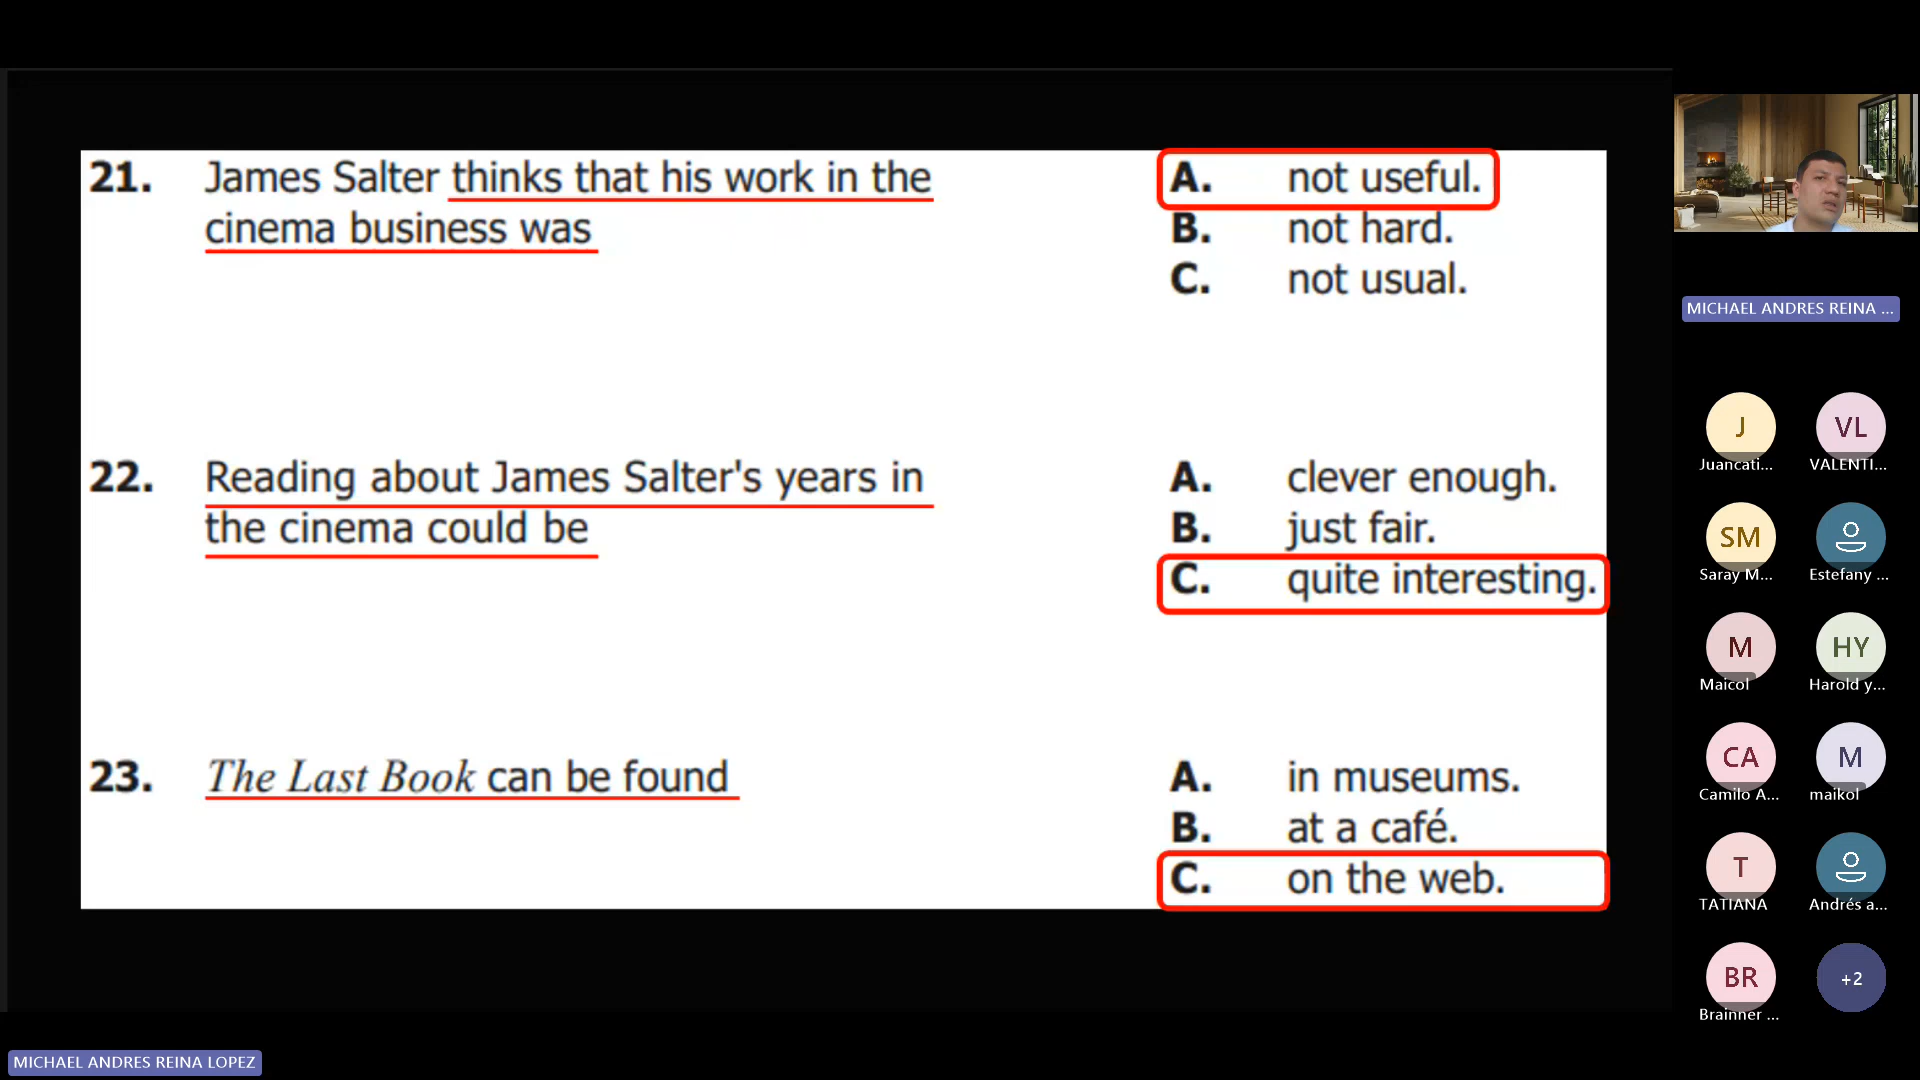 21. James Salter thinks that his work in the
cinema business was
A. not useful.
B. not hard.
C. not usual.
22. Reading about James Salter's years in
the cinema could be
A. clever enough.
B. just fair.
C. quite interesting.
23. The Last Book can be found
A. in museums.
B. at a café.
C. on the web.
MICHAEL ANDRES REINA ...
J
Juancati...
VL
VALENTI...
SM
Saray M...
Estefany ...
M
Maicol
HY
Harold y...
CA
Camilo A...
M
maikol
T
TATIANA
Andrés a...
BR
Brainner ...
+2
MICHAEL ANDRES REINA LOPEZ